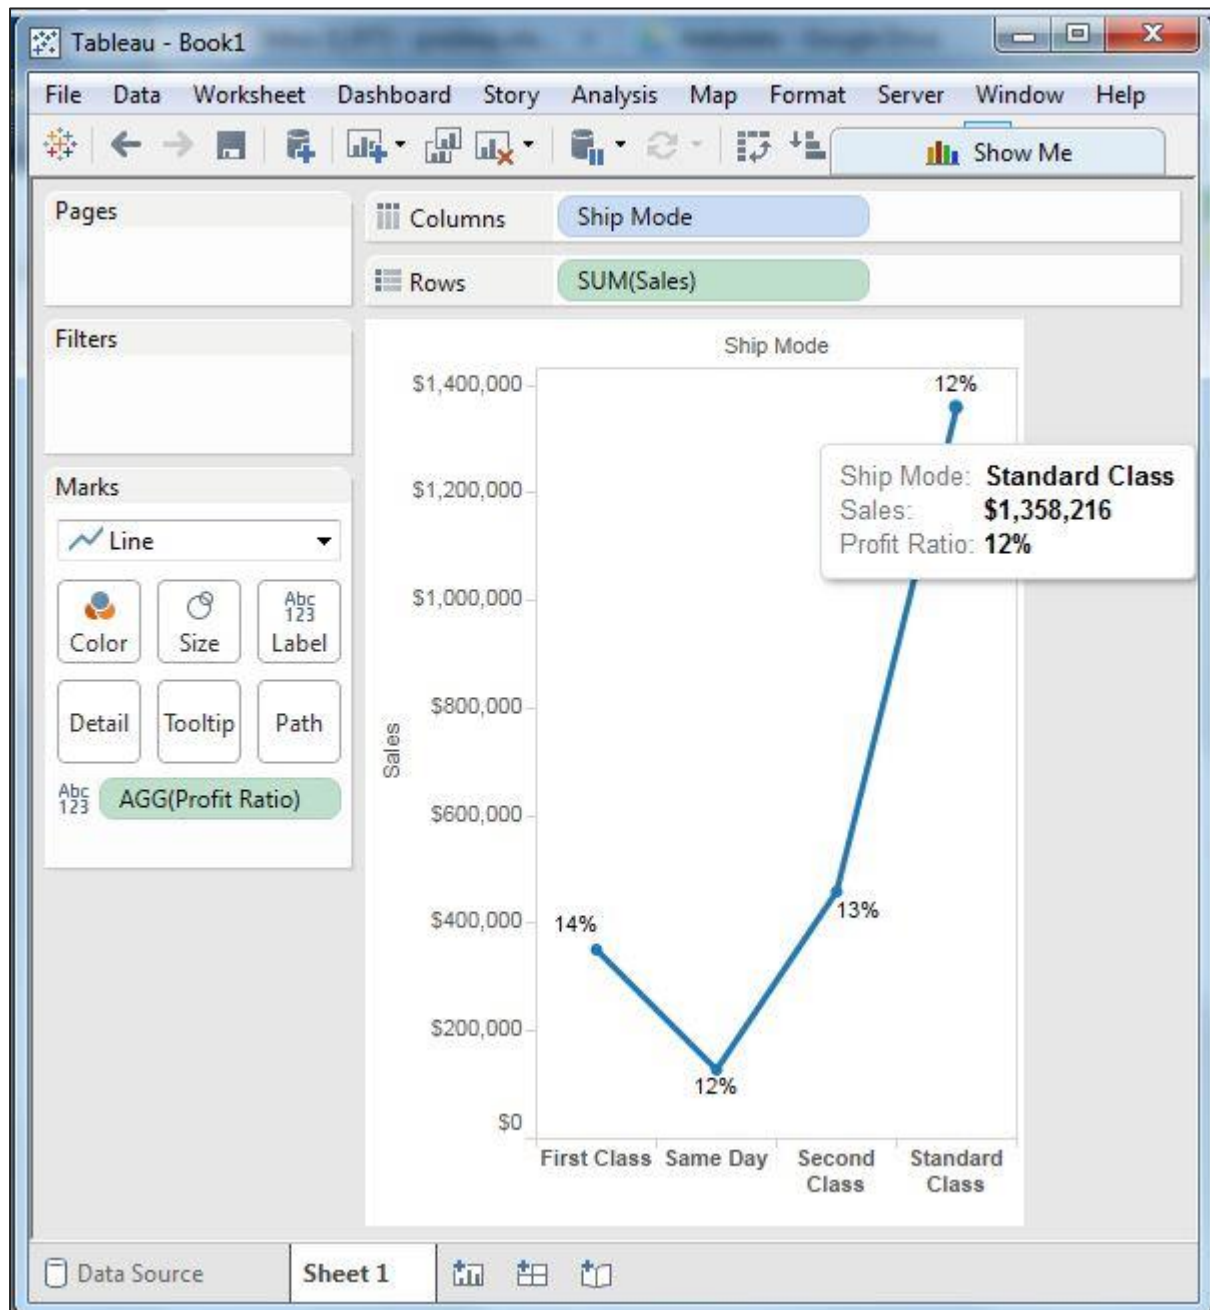 Tableau - Book1
File Data Worksheet Dashboard Story Analysis Map Format Server Window Help
Show Me
Pages
Columns Ship Mode
Rows SUM(Sales)
Filters
Marks
Line
Color Size Abc 123 Label
Detail Tooltip Path
Abc 123 AGG(Profit Ratio)
Ship Mode
$1,400,000
$1,200,000
$1,000,000
$800,000
$600,000
$400,000
$200,000
$0
Sales
14%
12%
13%
12%
Ship Mode: Standard Class
Sales: $1,358,216
Profit Ratio: 12%
First Class Same Day Second Class Standard Class
Data Source Sheet 1